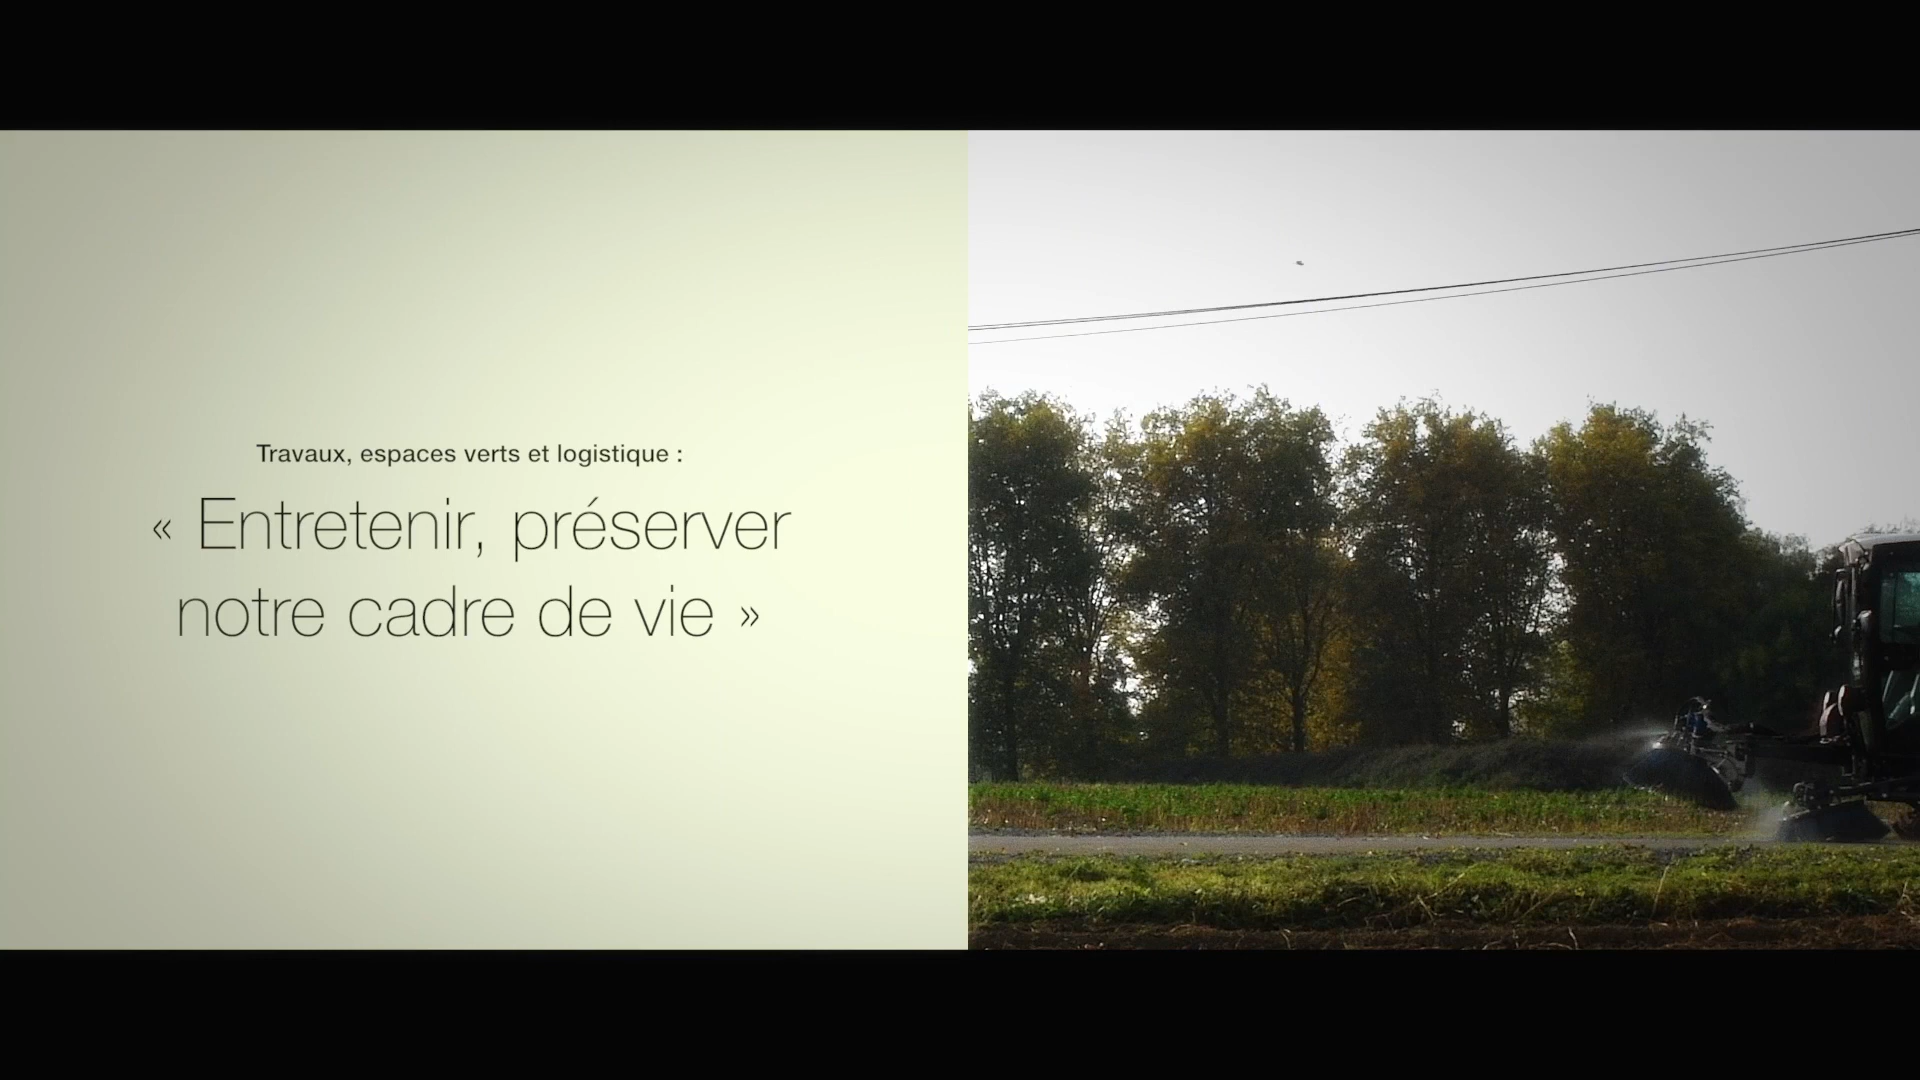 Travaux, espaces verts et logistique :
« Entretenir, préserver
notre cadre de vie »